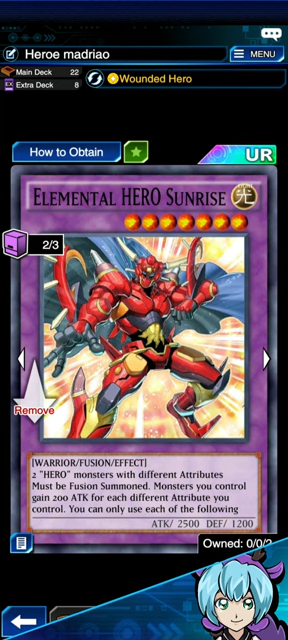 Heroe madriao
MENU
Main Deck 22
EX Extra Deck 8
Wounded Hero
How to Obtain
UR
ELEMENTAL HERO SUNRISE
光
2/3
Remove
[WARRIOR/FUSION/EFFECT]
2 "HERO" monsters with different Attributes
Must be Fusion Summoned. Monsters you control
gain 200 ATK for each different Attribute you
control. You can only use each of the following
ATK/ 2500 DEF/ 1200
Owned: 0/0/2